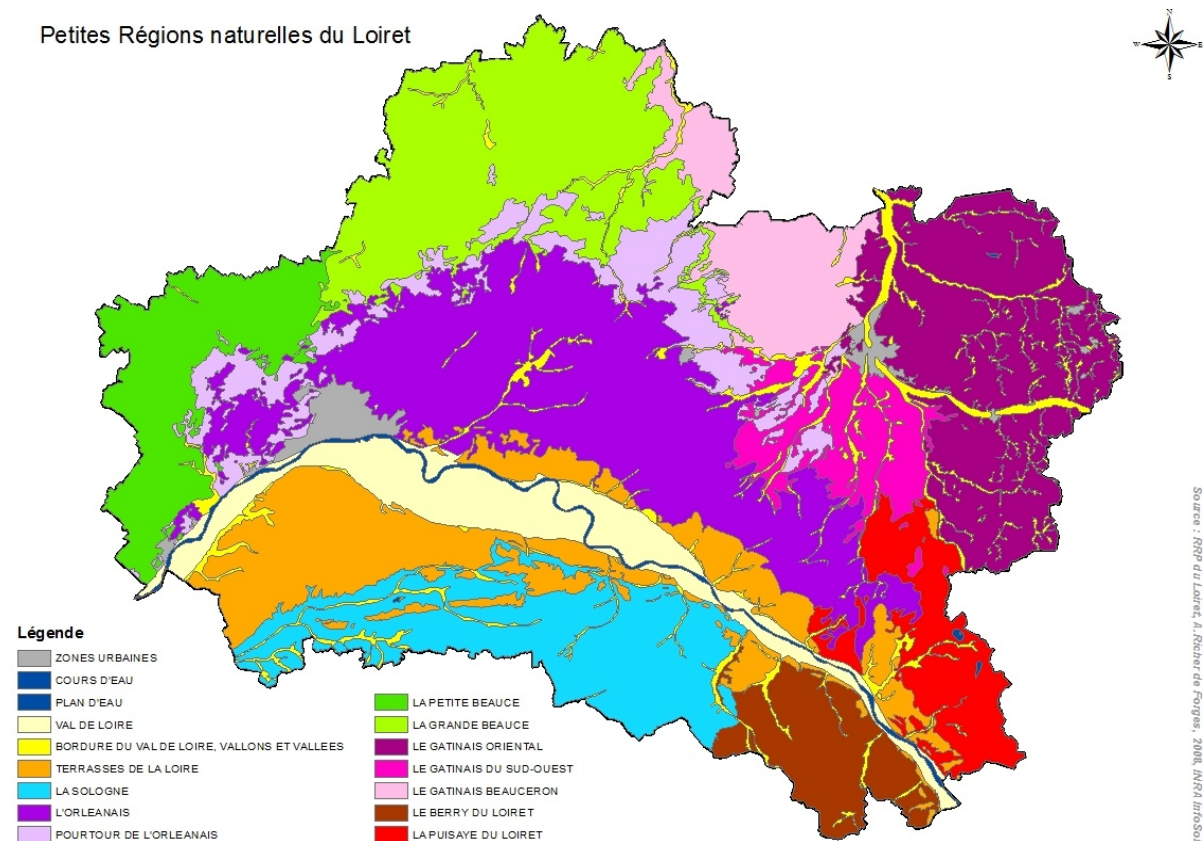 Petites Régions naturelles du Loiret
N
W
E
S
Légende
ZONES URBAINES
COURS D'EAU
PLAN D'EAU
VAL DE LOIRE
BORDURE DU VAL DE LOIRE, VALLONS ET VALLEES
TERRASSES DE LA LOIRE
LA SOLOGNE
L'ORLEANAIS
POURTOUR DE L'ORLEANAIS
LA PETITE BEAUCE
LA GRANDE BEAUCE
LE GATINAIS ORIENTAL
LE GATINAIS DU SUD-OUEST
LE GATINAIS BEAUCERON
LE BERRY DU LOIRET
LA PUISAYE DU LOIRET
Source : RRP du Loiret, A.Richer de Forges, 2008, INRA InfoSol